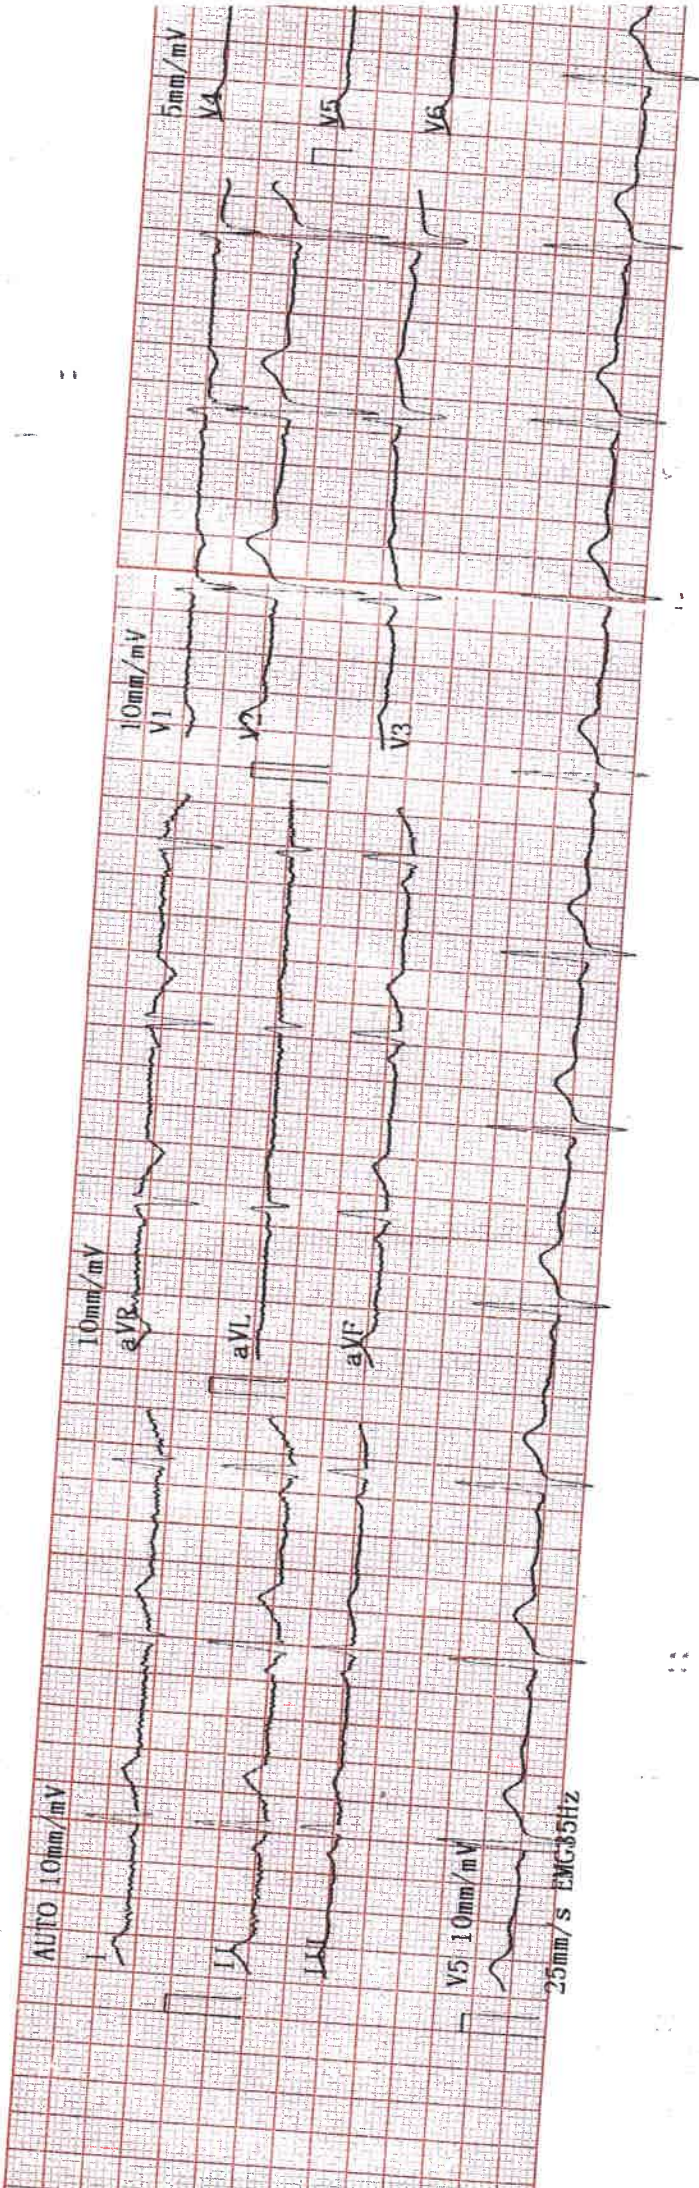 AUTO 10mm/mV
I
II
III
10mm/mV
aVR
aVL
aVF
10mm/mV
V1
V2
V3
5mm/mV
V4
V5
V6
V5 10mm/mV
25mm/s EMG35Hz